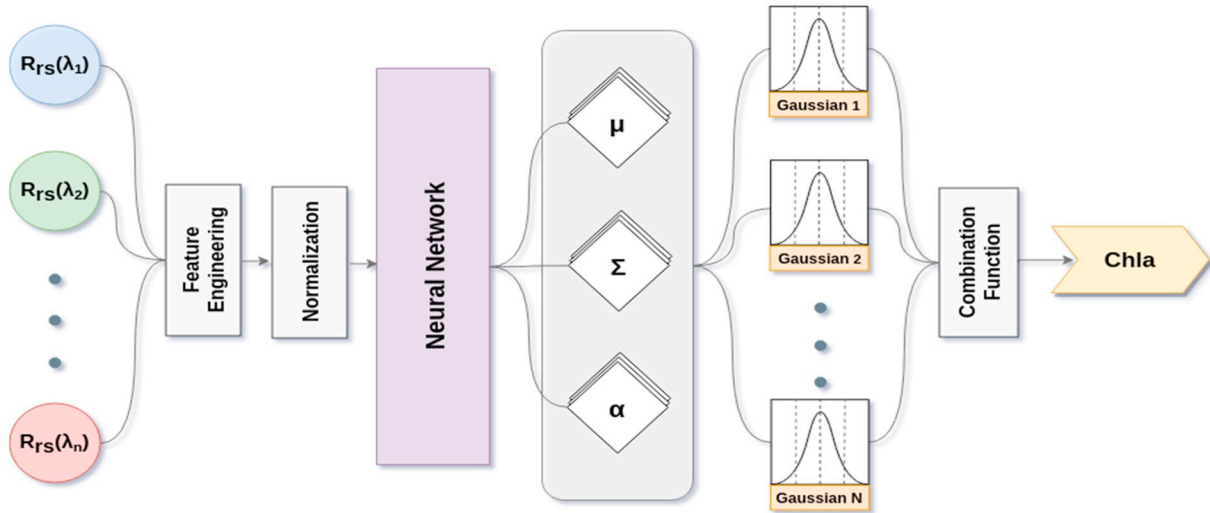 Rrs(λ1)
Rrs(λ2)
Rrs(λn)
Feature
Engineering
Normalization
Neural Network
μ
Σ
α
Gaussian 1
Gaussian 2
Gaussian N
Combination
Function
Chla